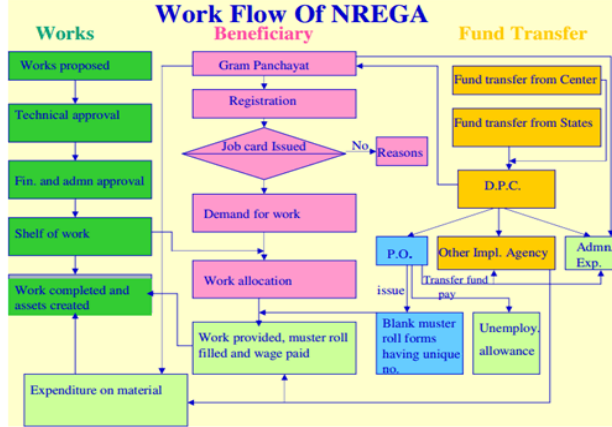 Work Flow Of NREGA
Works
Beneficiary
Fund Transfer
Works proposed
Technical approval
Fin. and admn approval
Shelf of work
Work completed and
assets created
Gram Panchayat
Registration
Job card Issued
No
Reasons
Demand for work
Work allocation
Work provided, muster roll
filled and wage paid
Expenditure on material
Fund transfer from Center
Fund transfer from States
D.P.C.
P.O.
Other Impl. Agency
Admn.
Exp.
Transfer fund
pay
issue
Blank muster
roll forms
having unique
no.
Unemploy.
allowance